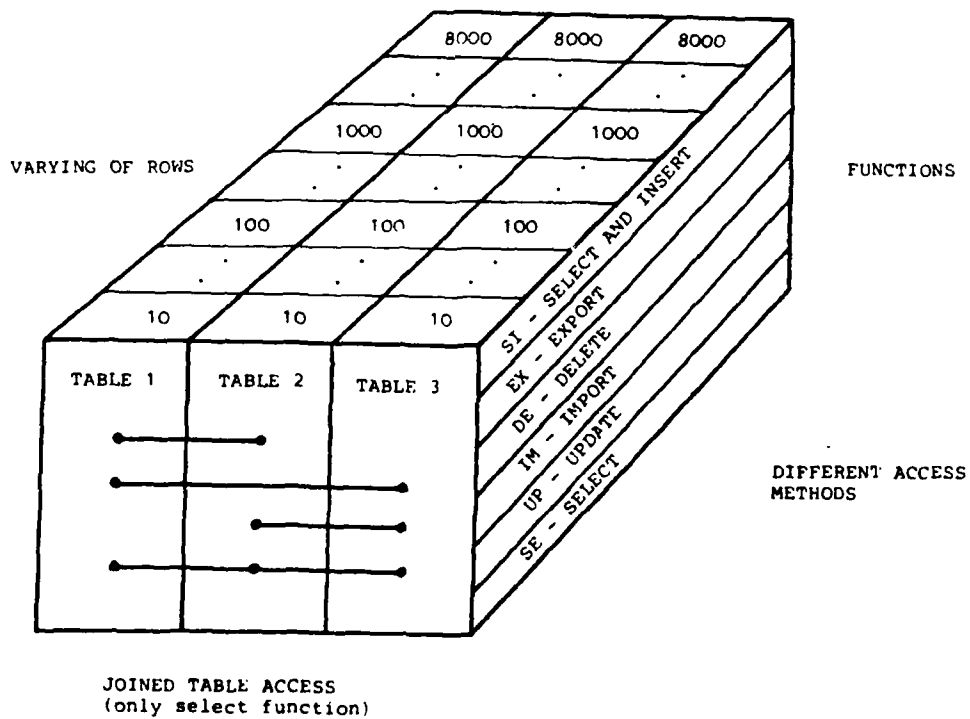 8000 8000 8000
VARYING OF ROWS
1000 1000 1000
FUNCTIONS
100 100 100
10 10 10
TABLE 1 TABLE 2 TABLE 3
SI - SELECT AND INSERT
EX - EXPORT
DE - DELETE
IM - IMPORT
UP - UPDATE
SE - SELECT
DIFFERENT ACCESS
METHODS
JOINED TABLE ACCESS
(only select function)